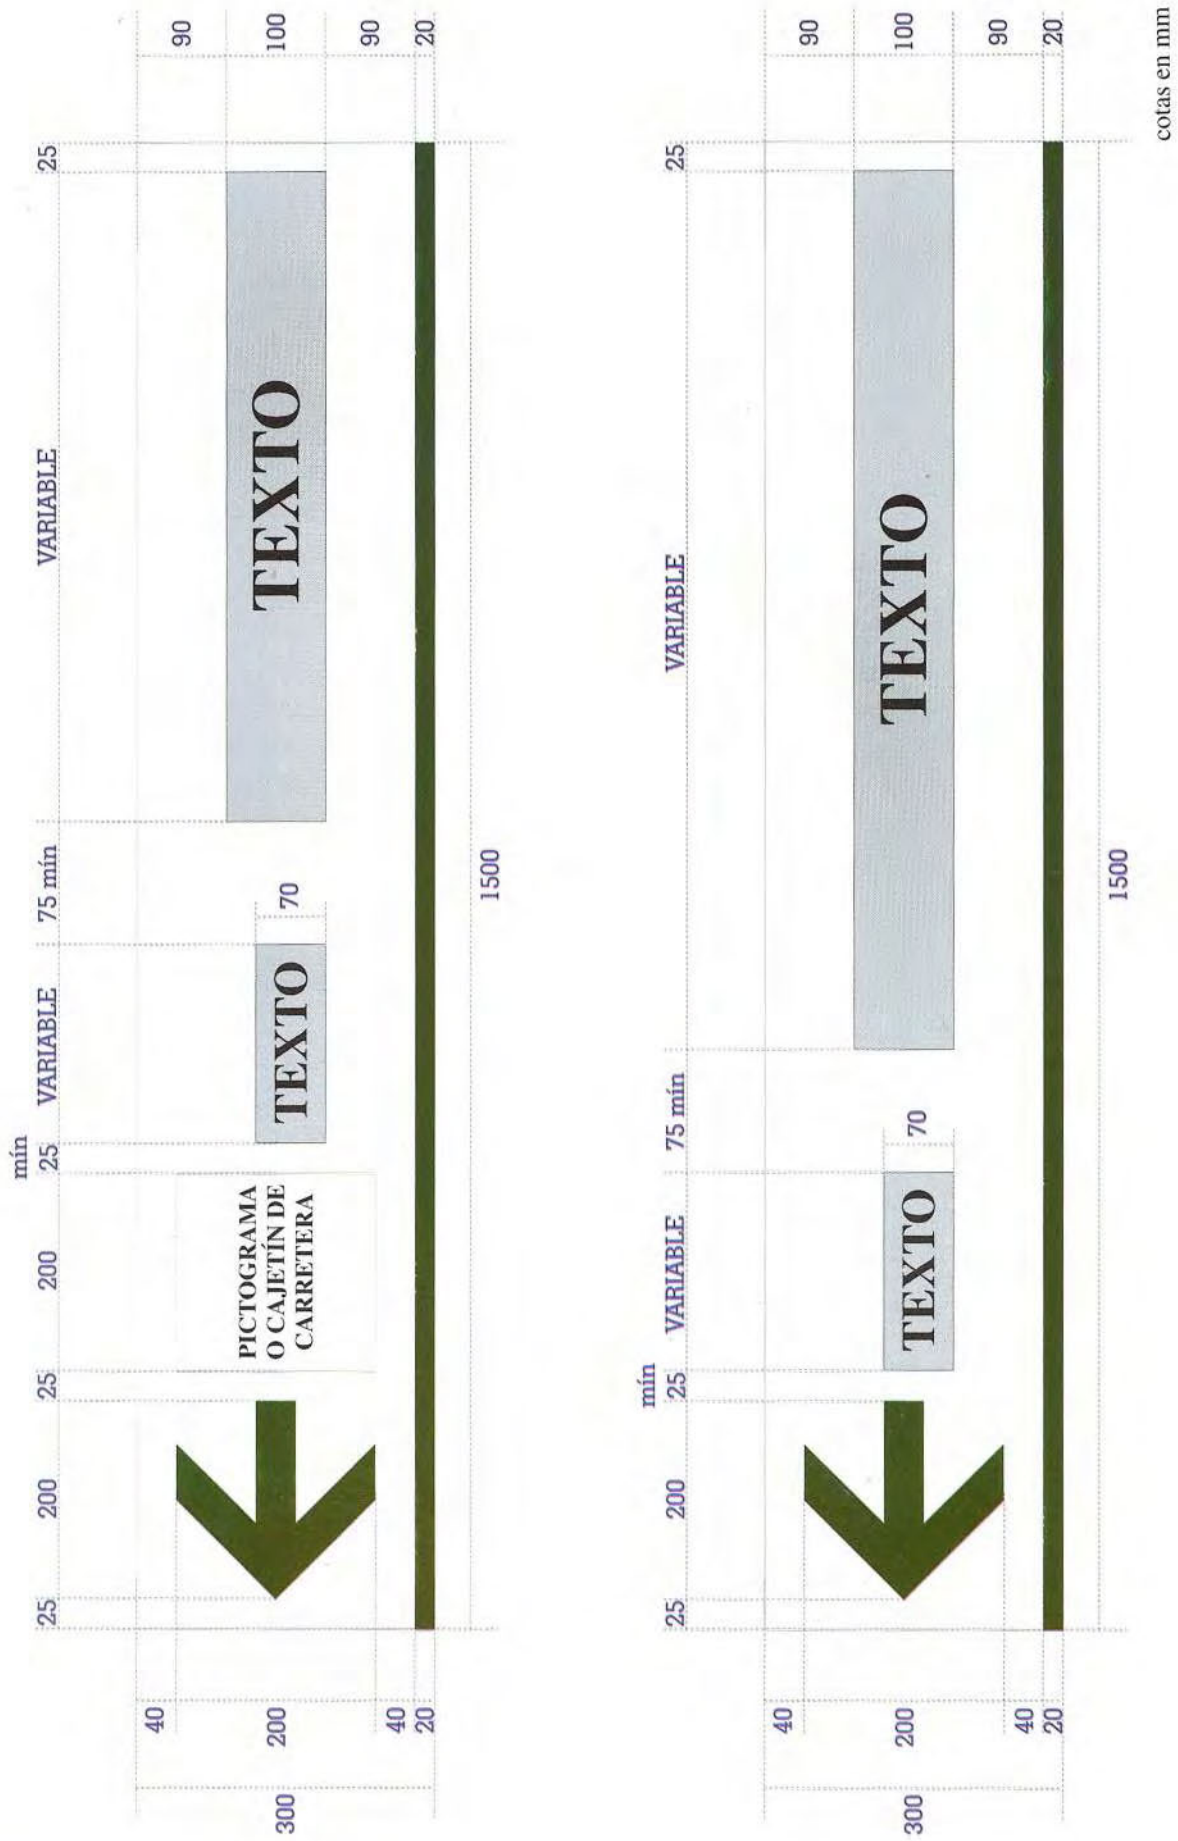 mín
25
200
25
200
25
VARIABLE
75 mín
VARIABLE
25
300
40
200
40
20
PICTOGRAMA
O CAJETÍN DE
CARRETERA
TEXTO
70
TEXTO
90
100
90
20
1500
mín
25
200
25
VARIABLE
75 mín
VARIABLE
25
300
40
200
40
20
TEXTO
70
TEXTO
90
100
90
20
1500
cotas en mm